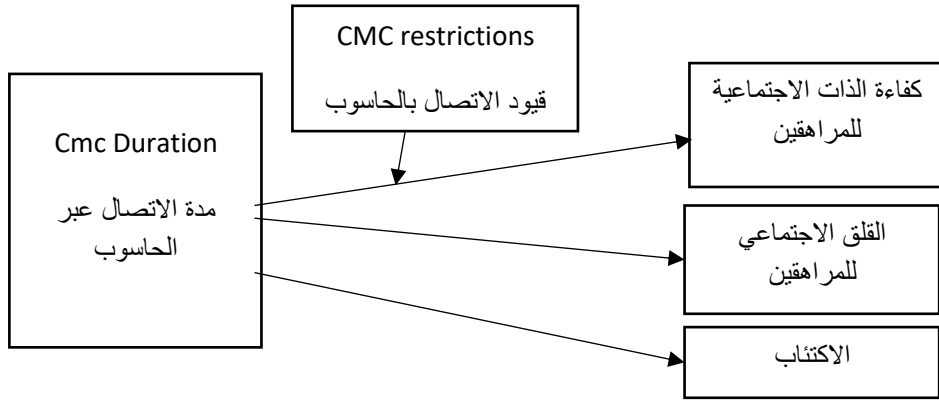 CMC restrictions
قيود الاتصال بالحاسوب
Cmc Duration
مدة الاتصال عبر
الحاسوب
كفاءة الذات الاجتماعية
للمراهقين
القلق الاجتماعي
للمراهقين
الاكتئاب